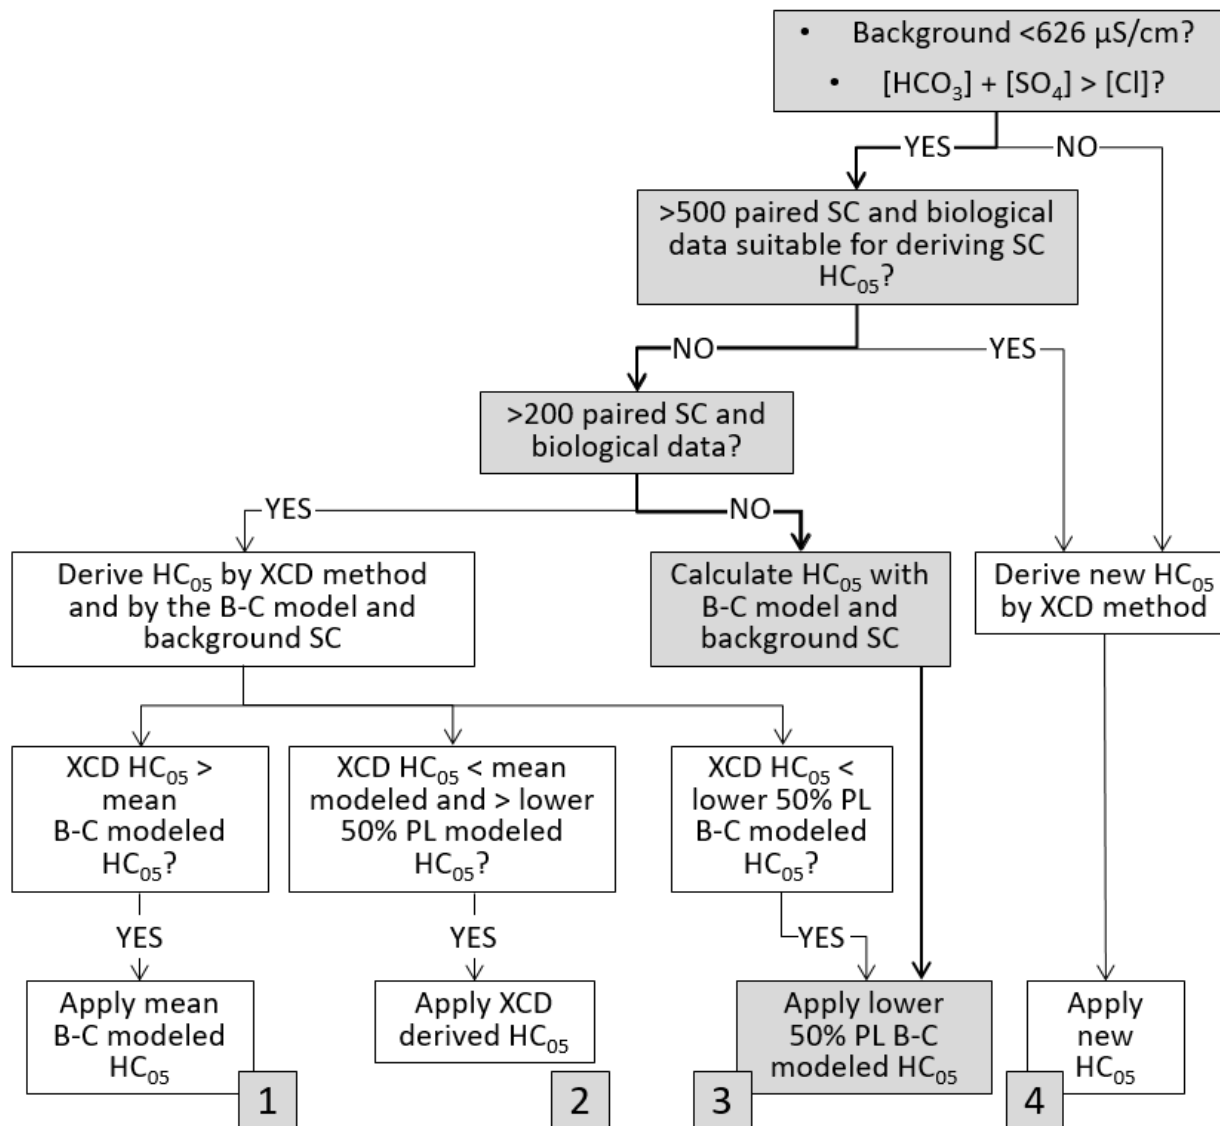 • Background <626 µS/cm?
• [HCO₃] + [SO₄] > [Cl]?
YES
NO
>500 paired SC and biological
data suitable for deriving SC
HC₀₅?
NO
YES
>200 paired SC and
biological data?
YES
NO
Derive HC₀₅ by XCD method
and by the B-C model and
background SC
Calculate HC₀₅ with
B-C model and
background SC
Derive new HC₀₅
by XCD method
XCD HC₀₅ >
mean
B-C modeled
HC₀₅?
XCD HC₀₅ < mean
modeled and > lower
50% PL modeled
HC₀₅?
XCD HC₀₅ <
lower 50% PL
B-C modeled
HC₀₅?
YES
YES
YES
Apply mean
B-C modeled
HC₀₅
1
Apply XCD
derived HC₀₅
2
Apply lower
50% PL B-C
modeled HC₀₅
3
Apply
new
HC₀₅
4